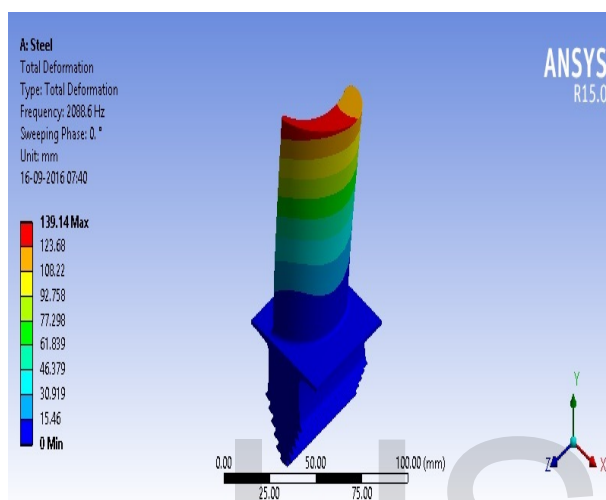 A: Steel
Total Deformation
Type: Total Deformation
Frequency: 2088.6 Hz
Sweeping Phase: 0. °
Unit: mm
16-09-2016 07:40
ANSYS
R15.0
139.14 Max
123.68
108.22
92.758
77.298
61.839
46.379
30.919
15.46
0 Min
0.00 50.00 100.00 (mm)
25.00 75.00
Y
Z X